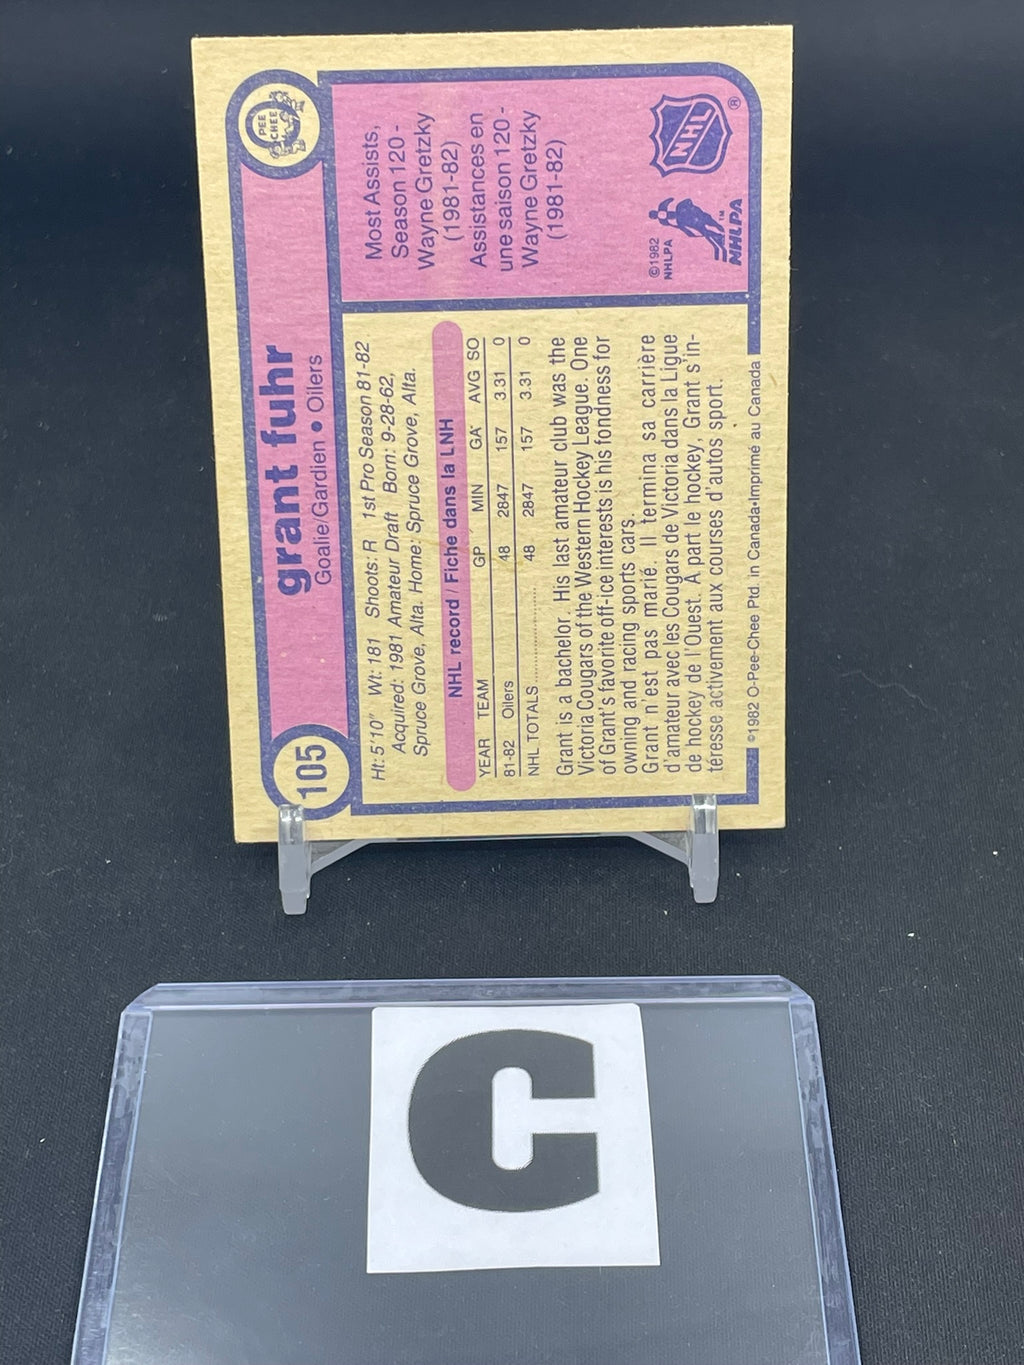 105
grant fuhr
Goalie/Gardien • Oilers
O
PEE
CHEE
Ht: 5'10" Wt: 181 Shoots: R 1st Pro Season 81-82
Acquired: 1981 Amateur Draft Born: 9-28-62,
Spruce Grove, Alta. Home: Spruce Grove, Alta.
NHL record / Fiche dans la LNH
YEAR TEAM GP MIN GA AVG SO
81-82 Oilers 48 2847 157 3.31 0
NHL TOTALS .................... 48 2847 157 3.31 0
Grant is a bachelor. His last amateur club was the
Victoria Cougars of the Western Hockey League. One
of Grant's favorite off-ice interests is his fondness for
owning and racing sports cars.
Grant n'est pas marié. Il termina sa carrière
d'amateur avec les Cougars de Victoria dans la Ligue
de hockey de l'Ouest. À part le hockey, Grant s'in-
téresse activement aux courses d'autos sport.
©1982 O-Pee-Chee Ptd. in Canada•Imprimé au Canada
Most Assists,
Season 120 -
Wayne Gretzky
(1981-82)
Assistances en
une saison 120 -
Wayne Gretzky
(1981-82)
©1982
NHLPA
TM
NHLPA
NHL
®
C